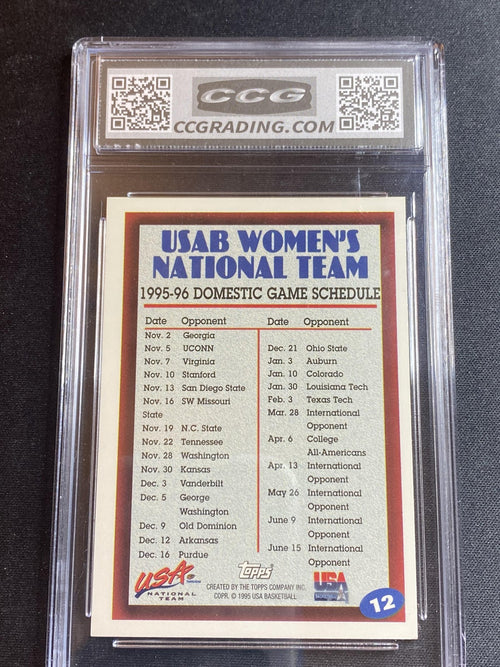 CCG
CCGRADING.COM
USAB WOMEN'S
NATIONAL TEAM
1995-96 DOMESTIC GAME SCHEDULE
Date Opponent
Nov. 2 Georgia
Nov. 5 UCONN
Nov. 7 Virginia
Nov. 10 Stanford
Nov. 13 San Diego State
Nov. 16 SW Missouri
State
Nov. 19 N.C. State
Nov. 22 Tennessee
Nov. 28 Washington
Nov. 30 Kansas
Dec. 3 Vanderbilt
Dec. 5 George
Washington
Dec. 9 Old Dominion
Dec. 12 Arkansas
Dec. 16 Purdue
Date Opponent
Dec. 21 Ohio State
Jan. 3 Auburn
Jan. 10 Colorado
Jan. 30 Louisiana Tech
Feb. 3 Texas Tech
Mar. 28 International
Opponent
Apr. 6 College
All-Americans
Apr. 13 International
Opponent
May 26 International
Opponent
June 9 International
Opponent
June 15 International
Opponent
USA
NATIONAL TEAM
TOPPS
CREATED BY THE TOPPS COMPANY INC.
COPR. © 1995 USA BASKETBALL
USA
12